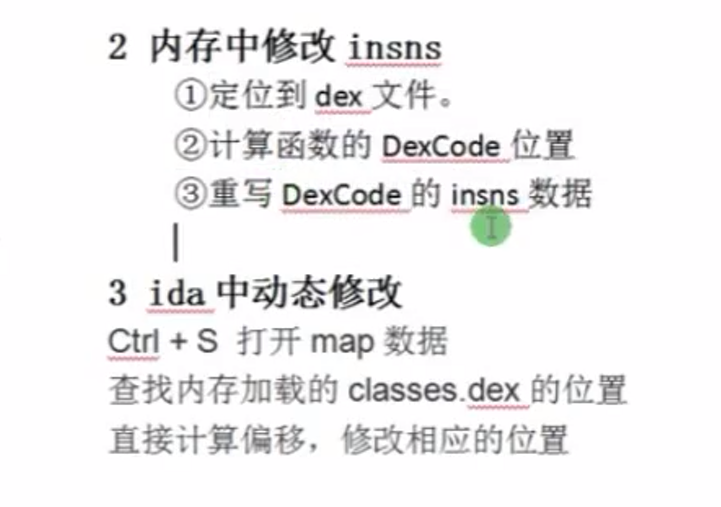 2 内存中修改 insns
①定位到 dex 文件。
②计算函数的 DexCode 位置
③重写 DexCode 的 insns 数据
3 ida 中动态修改
Ctrl + S 打开 map 数据
查找内存加载的 classes.dex 的位置
直接计算偏移，修改相应的位置